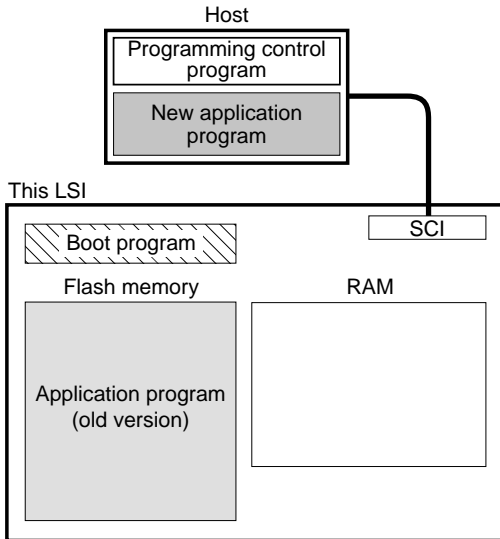 Host
Programming control
program
New application
program
This LSI
SCI
Boot program
Flash memory
RAM
Application program
(old version)